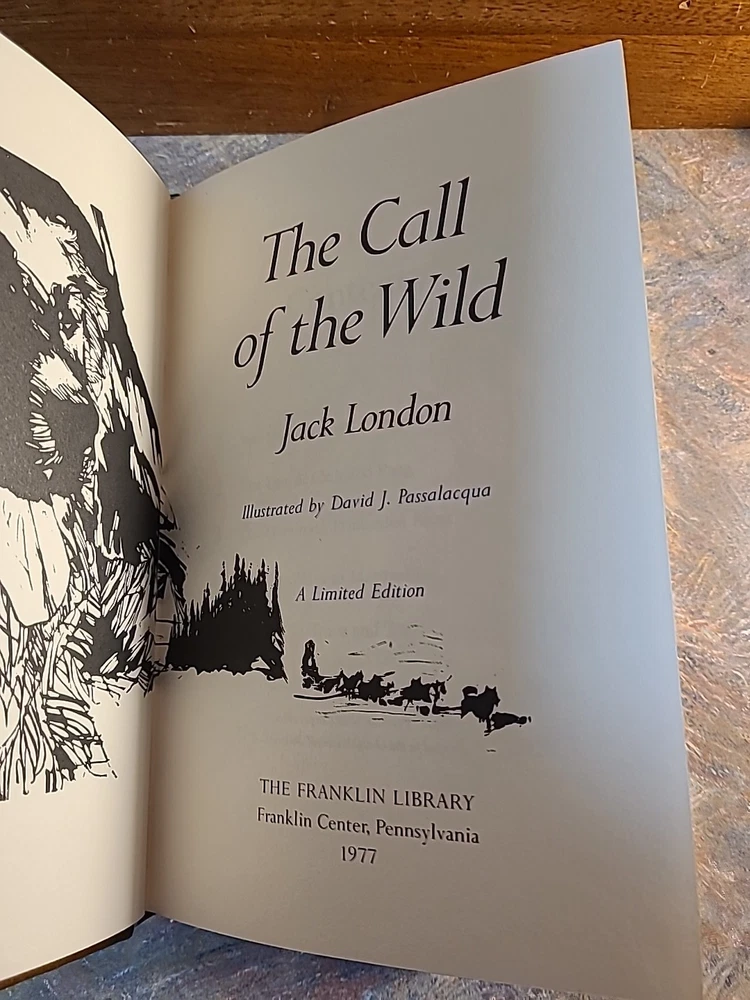 The Call
of the Wild
Jack London
Illustrated by David J. Passalacqua
A Limited Edition
THE FRANKLIN LIBRARY
Franklin Center, Pennsylvania
1977